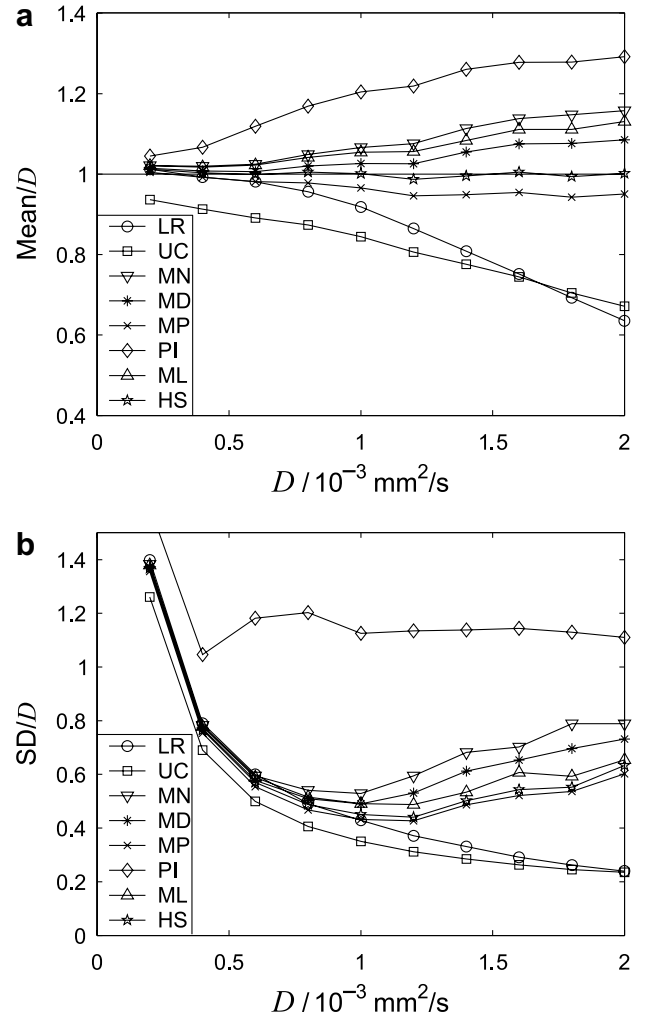 a
1.4
1.2
1
0.8
0.6
0.4
Mean/D
LR
UC
MN
MD
MP
PI
ML
HS
0
0.5
1
1.5
2
D / 10⁻³ mm²/s
b
1.4
1.2
1
0.8
0.6
0.4
0.2
0
SD/D
LR
UC
MN
MD
MP
PI
ML
HS
0
0.5
1
1.5
2
D / 10⁻³ mm²/s